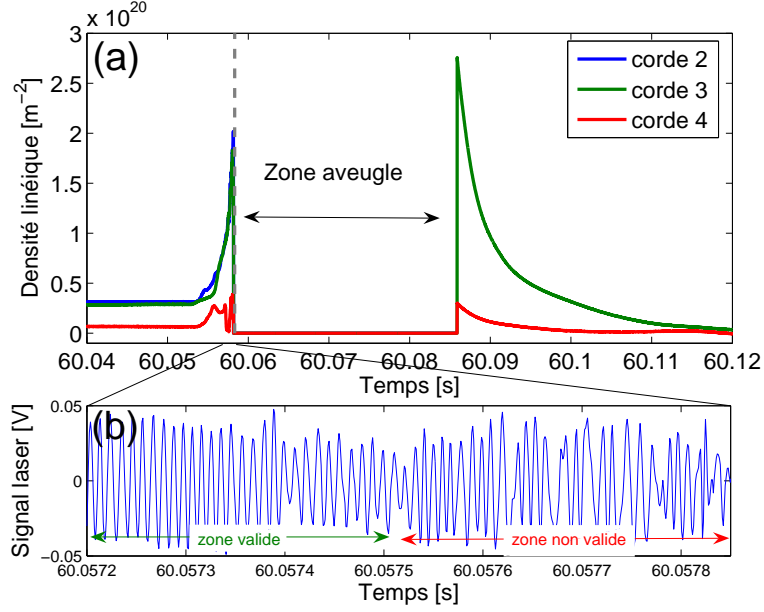 x 10^20
(a)
corde 2
corde 3
corde 4
Zone aveugle
Densité linéique [m^−2]
3
2.5
2
1.5
1
0.5
0
60.04 60.05 60.06 60.07 60.08 60.09 60.1 60.11 60.12
Temps [s]
(b)
Signal laser [V]
0.05
0
−0.05
zone valide
zone non valide
60.0572 60.0573 60.0574 60.0575 60.0576 60.0577 60.0578
Temps [s]